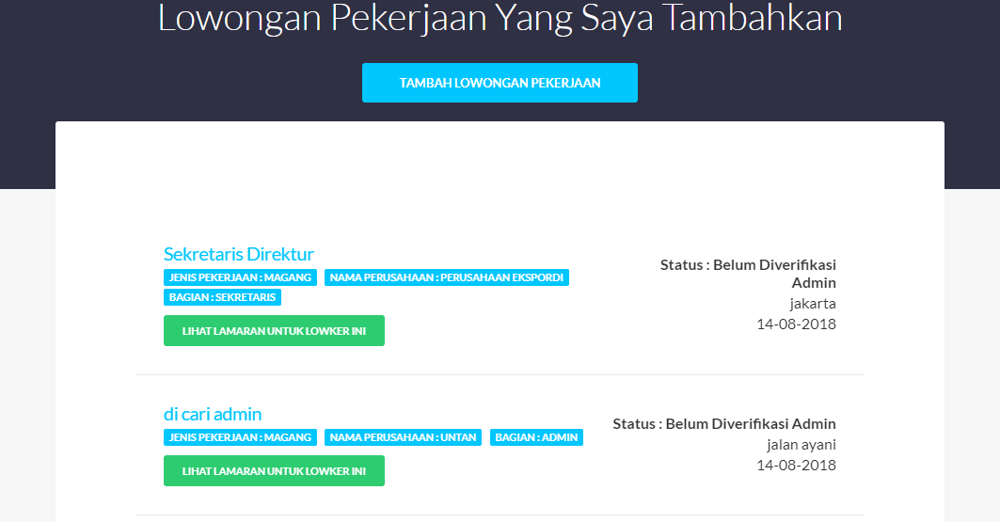 Lowongan Pekerjaan Yang Saya Tambahkan
TAMBAH LOWONGAN PEKERJAAN
Sekretaris Direktur
JENIS PEKERJAAN : MAGANG NAMA PERUSAHAAN : PERUSAHAAN EKSPORDI
BAGIAN : SEKRETARIS
LIHAT LAMARAN UNTUK LOWKER INI
Status : Belum Diverifikasi
Admin
jakarta
14-08-2018
di cari admin
JENIS PEKERJAAN : MAGANG NAMA PERUSAHAAN : UNTAN BAGIAN : ADMIN
LIHAT LAMARAN UNTUK LOWKER INI
Status : Belum Diverifikasi Admin
jalan ayani
14-08-2018